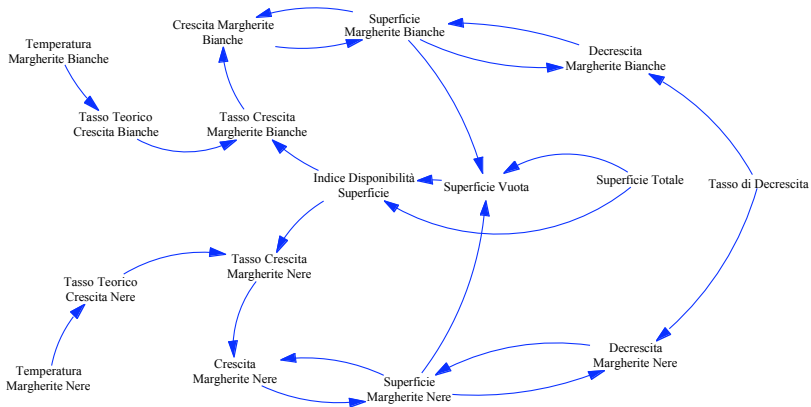 Crescita Margherite
Bianche
Superficie
Margherite Bianche
Temperatura
Margherite Bianche
Decrescita
Margherite Bianche
Tasso Teorico
Crescita Bianche
Tasso Crescita
Margherite Bianche
Indice Disponibilità
Superficie
Superficie Vuota
Superficie Totale
Tasso di Decrescita
Tasso Crescita
Margherite Nere
Tasso Teorico
Crescita Nere
Temperatura
Margherite Nere
Crescita
Margherite Nere
Superficie
Margherite Nere
Decrescita
Margherite Nere